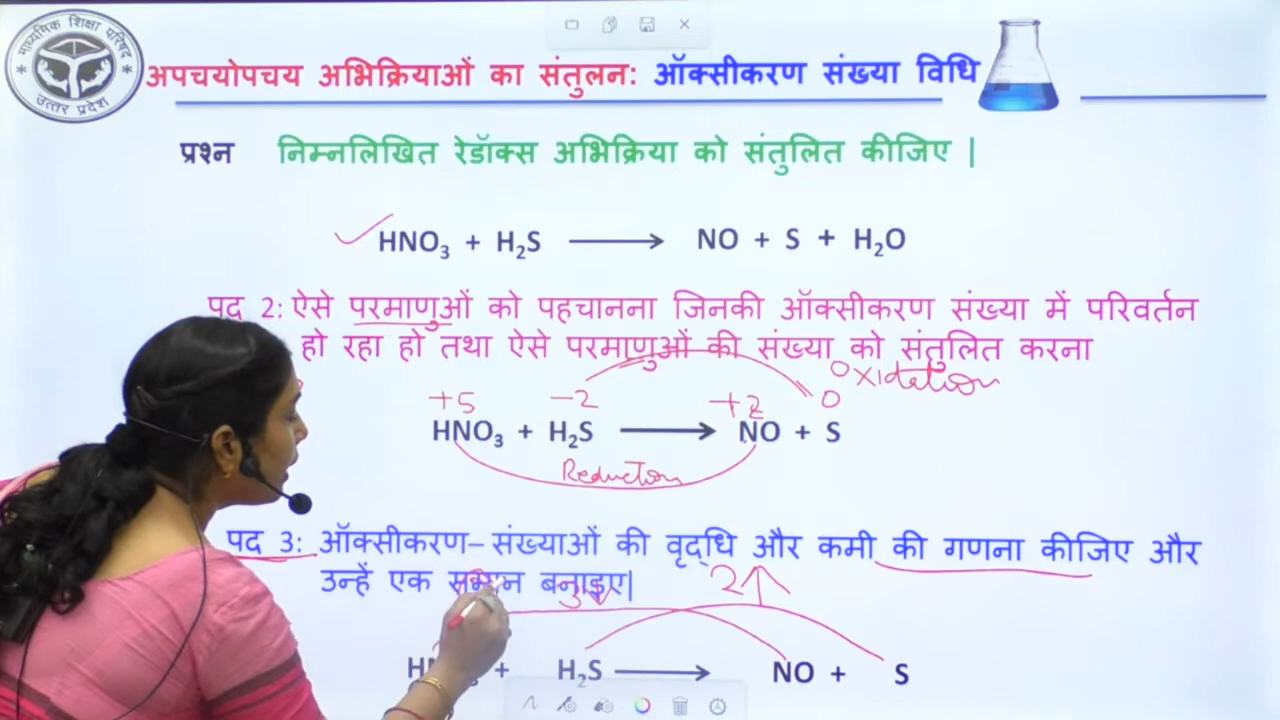 माध्यमिक शिक्षा परिषद
उत्तर प्रदेश
अपचयोपचय अभिक्रियाओं का संतुलन: ऑक्सीकरण संख्या विधि
प्रश्न निम्नलिखित रेडॉक्स अभिक्रिया को संतुलित कीजिए |
HNO₃ + H₂S ⟶ NO + S + H₂O
पद 2: ऐसे परमाणुओं को पहचानना जिनकी ऑक्सीकरण संख्या में परिवर्तन
हो रहा हो तथा ऐसे परमाणुओं की संख्या को संतुलित करना
Oxidation
+5 -2 +2 0
HNO₃ + H₂S ⟶ NO + S
Reduction
पद 3: ऑक्सीकरण–संख्याओं की वृद्धि और कमी की गणना कीजिए और
उन्हें एक समान बनाइए|
3↓ 2↑
H + H₂S ⟶ NO + S